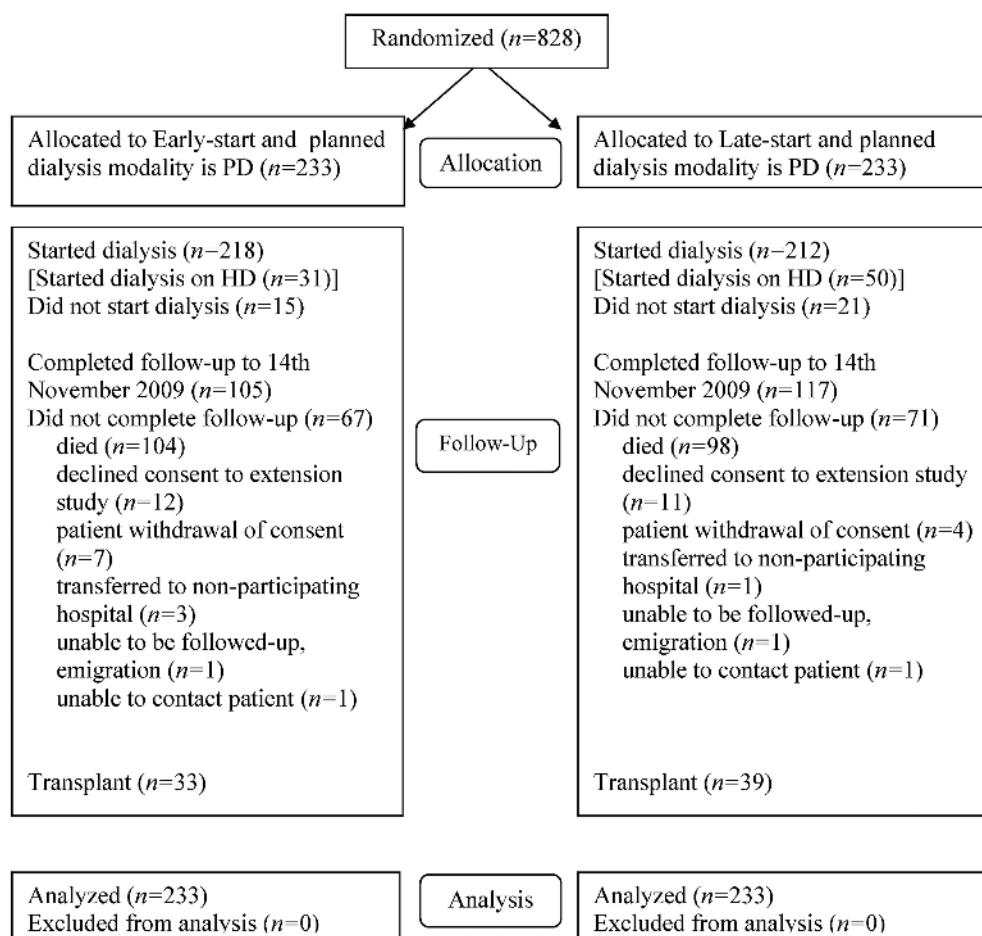 Randomized (n=828)
Allocated to Early-start and planned
dialysis modality is PD (n=233)
Allocation
Allocated to Late-start and planned
dialysis modality is PD (n=233)
Started dialysis (n=218)
[Started dialysis on HD (n=31)]
Did not start dialysis (n=15)
Completed follow-up to 14th
November 2009 (n=105)
Did not complete follow-up (n=67)
died (n=104)
declined consent to extension
study (n=12)
patient withdrawal of consent
(n=7)
transferred to non-participating
hospital (n=3)
unable to be followed-up,
emigration (n=1)
unable to contact patient (n=1)
Transplant (n=33)
Follow-Up
Started dialysis (n=212)
[Started dialysis on HD (n=50)]
Did not start dialysis (n=21)
Completed follow-up to 14th
November 2009 (n=117)
Did not complete follow-up (n=71)
died (n=98)
declined consent to extension study
(n=11)
patient withdrawal of consent (n=4)
transferred to non-participating
hospital (n=1)
unable to be followed-up,
emigration (n=1)
unable to contact patient (n=1)
Transplant (n=39)
Analyzed (n=233)
Excluded from analysis (n=0)
Analysis
Analyzed (n=233)
Excluded from analysis (n=0)